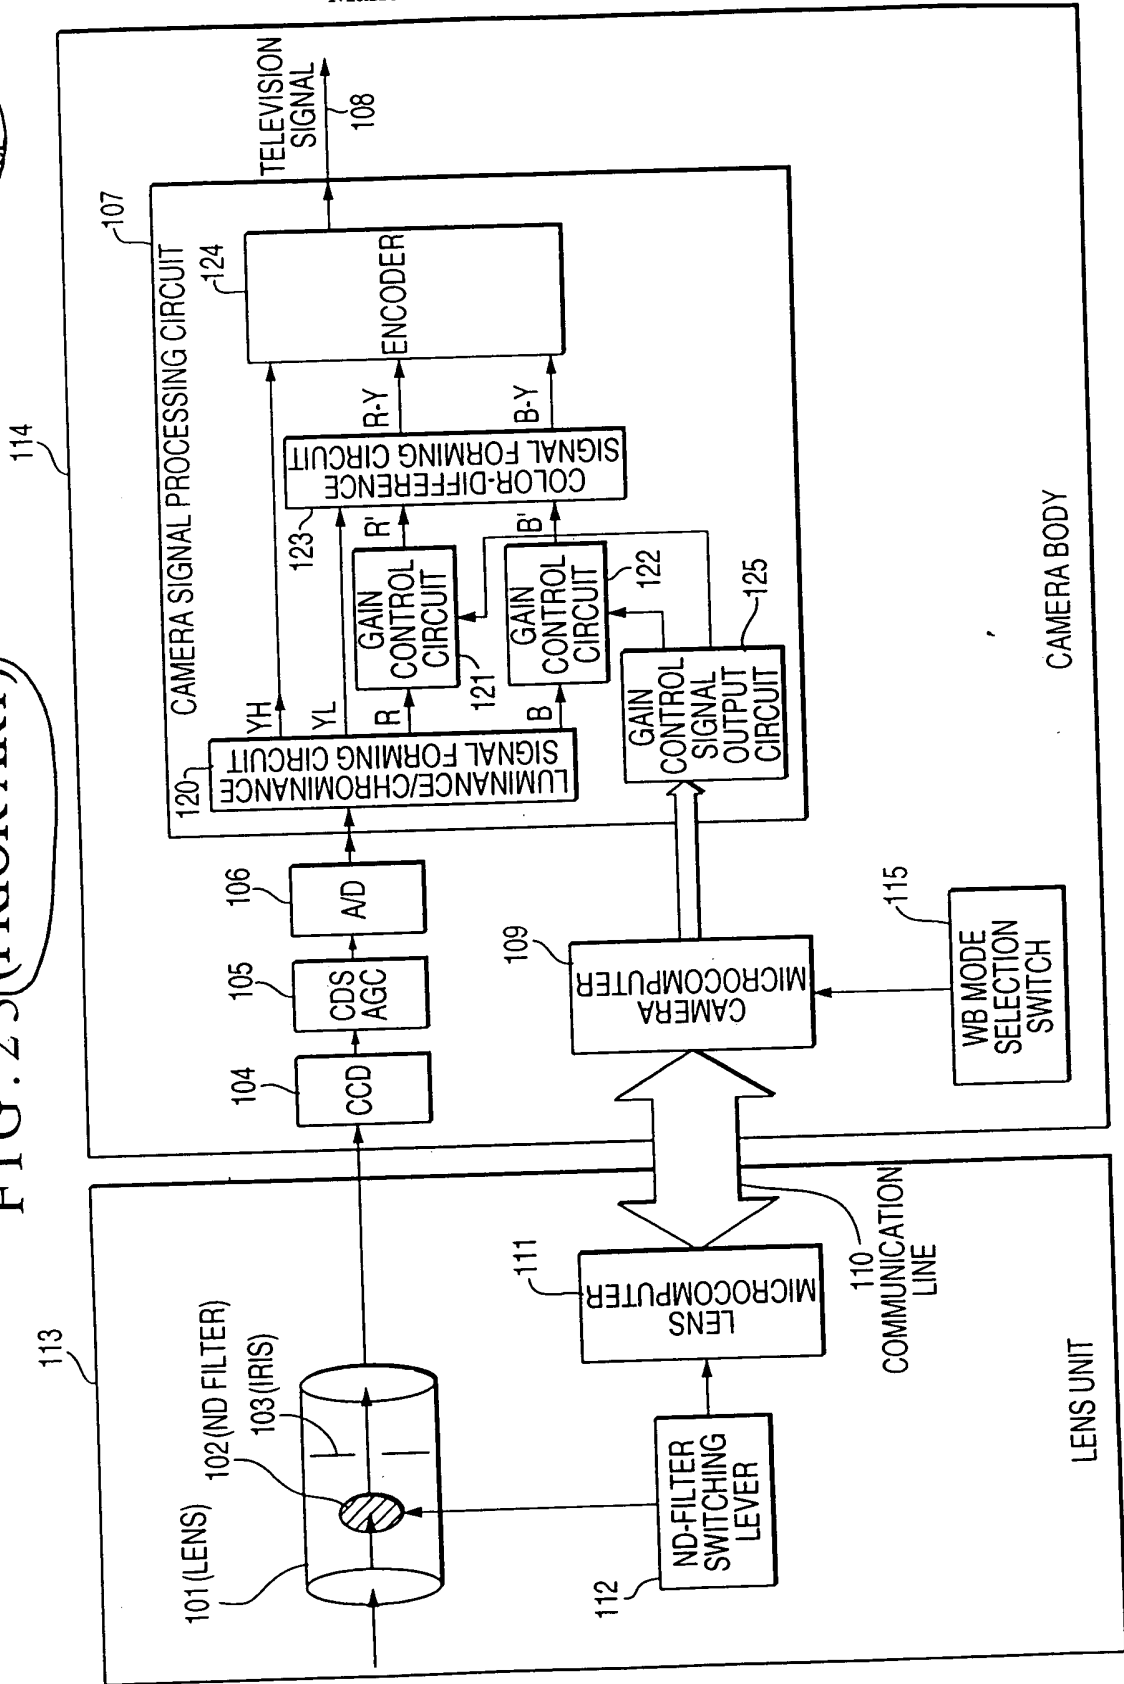 FIG. 23 (PRIOR ART)
114
107
CAMERA SIGNAL PROCESSING CIRCUIT
TELEVISION
SIGNAL
108
124
ENCODER
YH
YL
R
B
R'
B'
R-Y
B-Y
120
LUMINANCE/CHROMINANCE
SIGNAL FORMING CIRCUIT
GAIN
CONTROL
CIRCUIT
121
GAIN
CONTROL
CIRCUIT
122
123
COLOR-DIFFERENCE
SIGNAL FORMING CIRCUIT
GAIN
CONTROL
SIGNAL
OUTPUT
CIRCUIT
125
104
CCD
105
CDS
AGC
106
A/D
109
CAMERA
MICROCOMPUTER
115
WB MODE
SELECTION
SWITCH
CAMERA BODY
113
101(LENS)
102(ND FILTER)
103(IRIS)
111
LENS
MICROCOMPUTER
110
COMMUNICATION
LINE
112
ND-FILTER
SWITCHING
LEVER
LENS UNIT